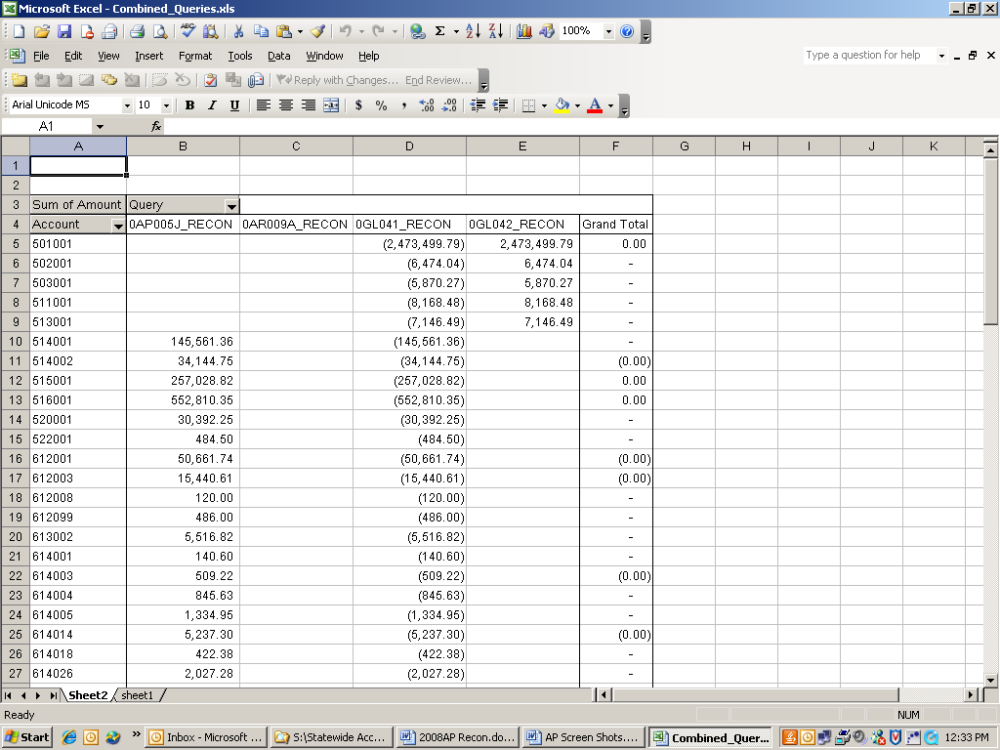 Microsoft Excel - Combined_Queries.xls
100%
File Edit View Insert Format Tools Data Window Help Type a question for help
Reply with Changes... End Review...
Arial Unicode MS 10 B I U $ % , A
A1 fx
A B C D E F G H I J K
1
2
3 Sum of Amount Query
4 Account 0AP005J_RECON 0AR009A_RECON 0GL041_RECON 0GL042_RECON Grand Total
5 501001 (2,473,499.79) 2,473,499.79 0.00
6 502001 (6,474.04) 6,474.04 -
7 503001 (5,870.27) 5,870.27 -
8 511001 (8,168.48) 8,168.48 -
9 513001 (7,146.49) 7,146.49 -
10 514001 145,561.36 (145,561.36) -
11 514002 34,144.75 (34,144.75) (0.00)
12 515001 257,028.82 (257,028.82) 0.00
13 516001 552,810.35 (552,810.35) 0.00
14 520001 30,392.25 (30,392.25) -
15 522001 484.50 (484.50) -
16 612001 50,661.74 (50,661.74) (0.00)
17 612003 15,440.61 (15,440.61) (0.00)
18 612008 120.00 (120.00) -
19 612099 486.00 (486.00) -
20 613002 5,516.82 (5,516.82) -
21 614001 140.60 (140.60) -
22 614003 509.22 (509.22) (0.00)
23 614004 845.63 (845.63) -
24 614005 1,334.95 (1,334.95) -
25 614014 5,237.30 (5,237.30) (0.00)
26 614018 422.38 (422.38) -
27 614026 2,027.28 (2,027.28) -
Sheet2 sheet1
Ready NUM
Start Inbox - Microsoft ... S:\Statewide Acc... 2008AP Recon.do... AP Screen Shots.... Combined_Quer... 12:33 PM